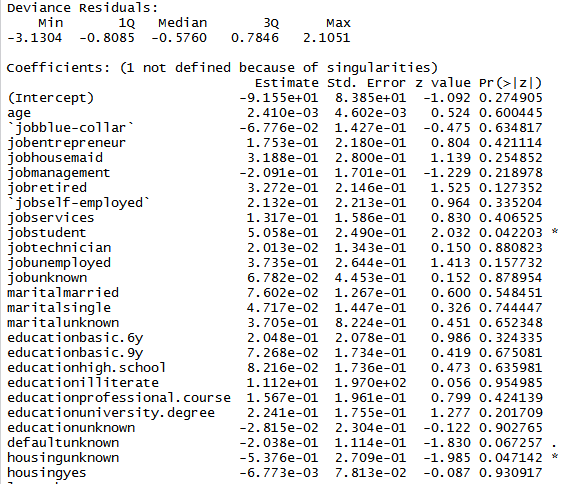 Deviance Residuals:
Min 1Q Median 3Q Max
-3.1304 -0.8085 -0.5760 0.7846 2.1051
Coefficients: (1 not defined because of singularities)
Estimate Std. Error z value Pr(>|z|)
(Intercept) -9.155e+01 8.385e+01 -1.092 0.274905
age 2.410e-03 4.602e-03 0.524 0.600445
`jobblue-collar` -6.776e-02 1.427e-01 -0.475 0.634817
jobentrepreneur 1.753e-01 2.180e-01 0.804 0.421114
jobhousemaid 3.188e-01 2.800e-01 1.139 0.254852
jobmanagement -2.091e-01 1.701e-01 -1.229 0.218978
jobretired 3.272e-01 2.146e-01 1.525 0.127352
`jobself-employed` 2.132e-01 2.213e-01 0.964 0.335204
jobservices 1.317e-01 1.586e-01 0.830 0.406525
jobstudent 5.058e-01 2.490e-01 2.032 0.042203 *
jobtechnician 2.013e-02 1.343e-01 0.150 0.880823
jobunemployed 3.735e-01 2.644e-01 1.413 0.157732
jobunknown 6.782e-02 4.453e-01 0.152 0.878954
maritalmarried 7.602e-02 1.267e-01 0.600 0.548451
maritalsingle 4.717e-02 1.447e-01 0.326 0.744447
maritalunknown 3.705e-01 8.224e-01 0.451 0.652348
educationbasic.6y 2.048e-01 2.078e-01 0.986 0.324335
educationbasic.9y 7.268e-02 1.734e-01 0.419 0.675081
educationhigh.school 8.216e-02 1.736e-01 0.473 0.635981
educationilliterate 1.112e+01 1.970e+02 0.056 0.954985
educationprofessional.course 1.567e-01 1.961e-01 0.799 0.424139
educationuniversity.degree 2.241e-01 1.755e-01 1.277 0.201709
educationunknown -2.815e-02 2.304e-01 -0.122 0.902765
defaultunknown -2.038e-01 1.114e-01 -1.830 0.067257 .
housingunknown -5.376e-01 2.709e-01 -1.985 0.047142 *
housingyes -6.773e-03 7.813e-02 -0.087 0.930917